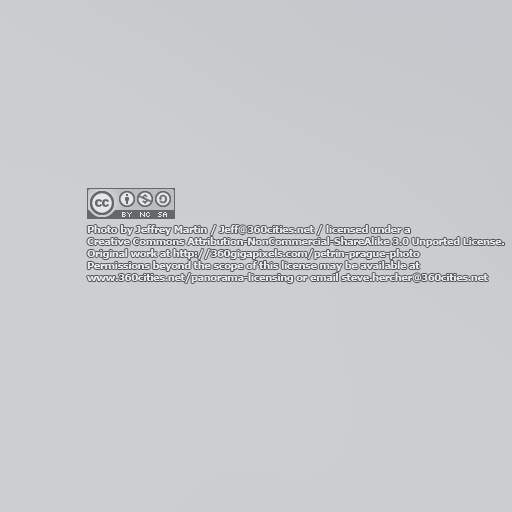 cc
BY NC SA
Photo by Jeffrey Martin / Jeff@360cities.net / licensed under a
Creative Commons Attribution-NonCommercial-ShareAlike 3.0 Unported License.
Original work at http://360gigapixels.com/petrin-prague-photo
Permissions beyond the scope of this license may be available at
www.360cities.net/panorama-licensing or email steve.hercher@360cities.net